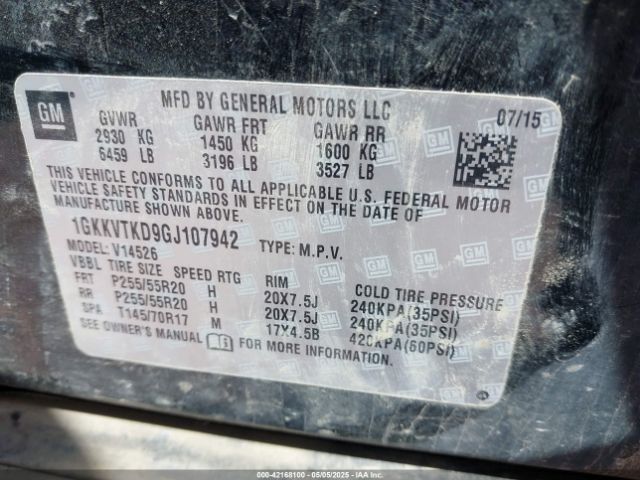 GM
MFD BY GENERAL MOTORS LLC 07/15
GVWR GAWR FRT GAWR RR
2930 KG 1450 KG 1600 KG
6459 LB 3196 LB 3527 LB
THIS VEHICLE CONFORMS TO ALL APPLICABLE U.S. FEDERAL MOTOR
VEHICLE SAFETY STANDARDS IN EFFECT ON THE DATE OF
MANUFACTURE SHOWN ABOVE.
1GKKVTKD9GJ107942 TYPE: M.P.V.
MODEL: V14526
VBBL TIRE SIZE SPEED RTG RIM COLD TIRE PRESSURE
FRT P255/55R20 H 20X7.5J 240KPA(35PSI)
RR P255/55R20 H 20X7.5J 240KPA(35PSI)
SPA T145/70R17 M 17X4.5B 420KPA(60PSI)
SEE OWNER'S MANUAL FOR MORE INFORMATION.
000-42168100 - 05/05/2025 - IAAI.COM